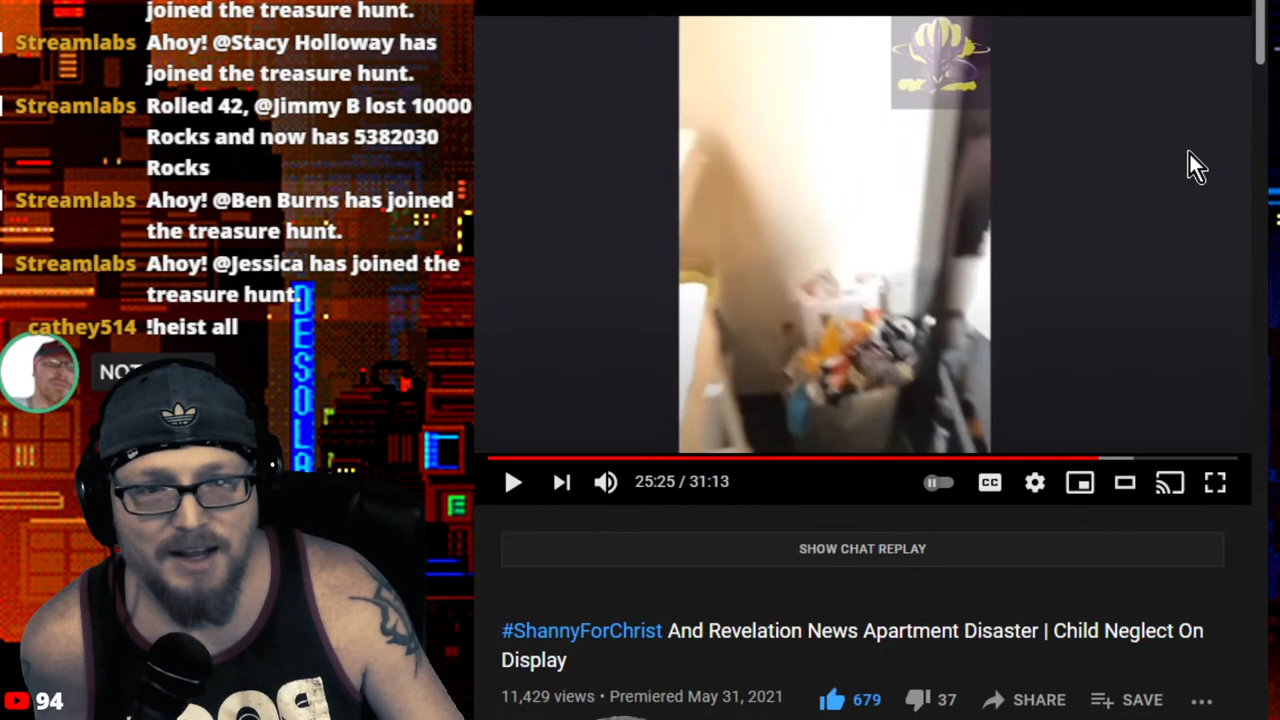 joined the treasure hunt.
Streamlabs Ahoy! @Stacy Holloway has
joined the treasure hunt.
Streamlabs Rolled 42, @Jimmy B lost 10000
Rocks and now has 5382030
Rocks
Streamlabs Ahoy! @Ben Burns has joined
the treasure hunt.
Streamlabs Ahoy! @Jessica has joined the
treasure hunt.
cathey514 !heist all
NOT
DESOLA
94
25:25 / 31:13
CC
SHOW CHAT REPLAY
#ShannyForChrist And Revelation News Apartment Disaster | Child Neglect On
Display
11,429 views • Premiered May 31, 2021
679
37
SHARE
SAVE